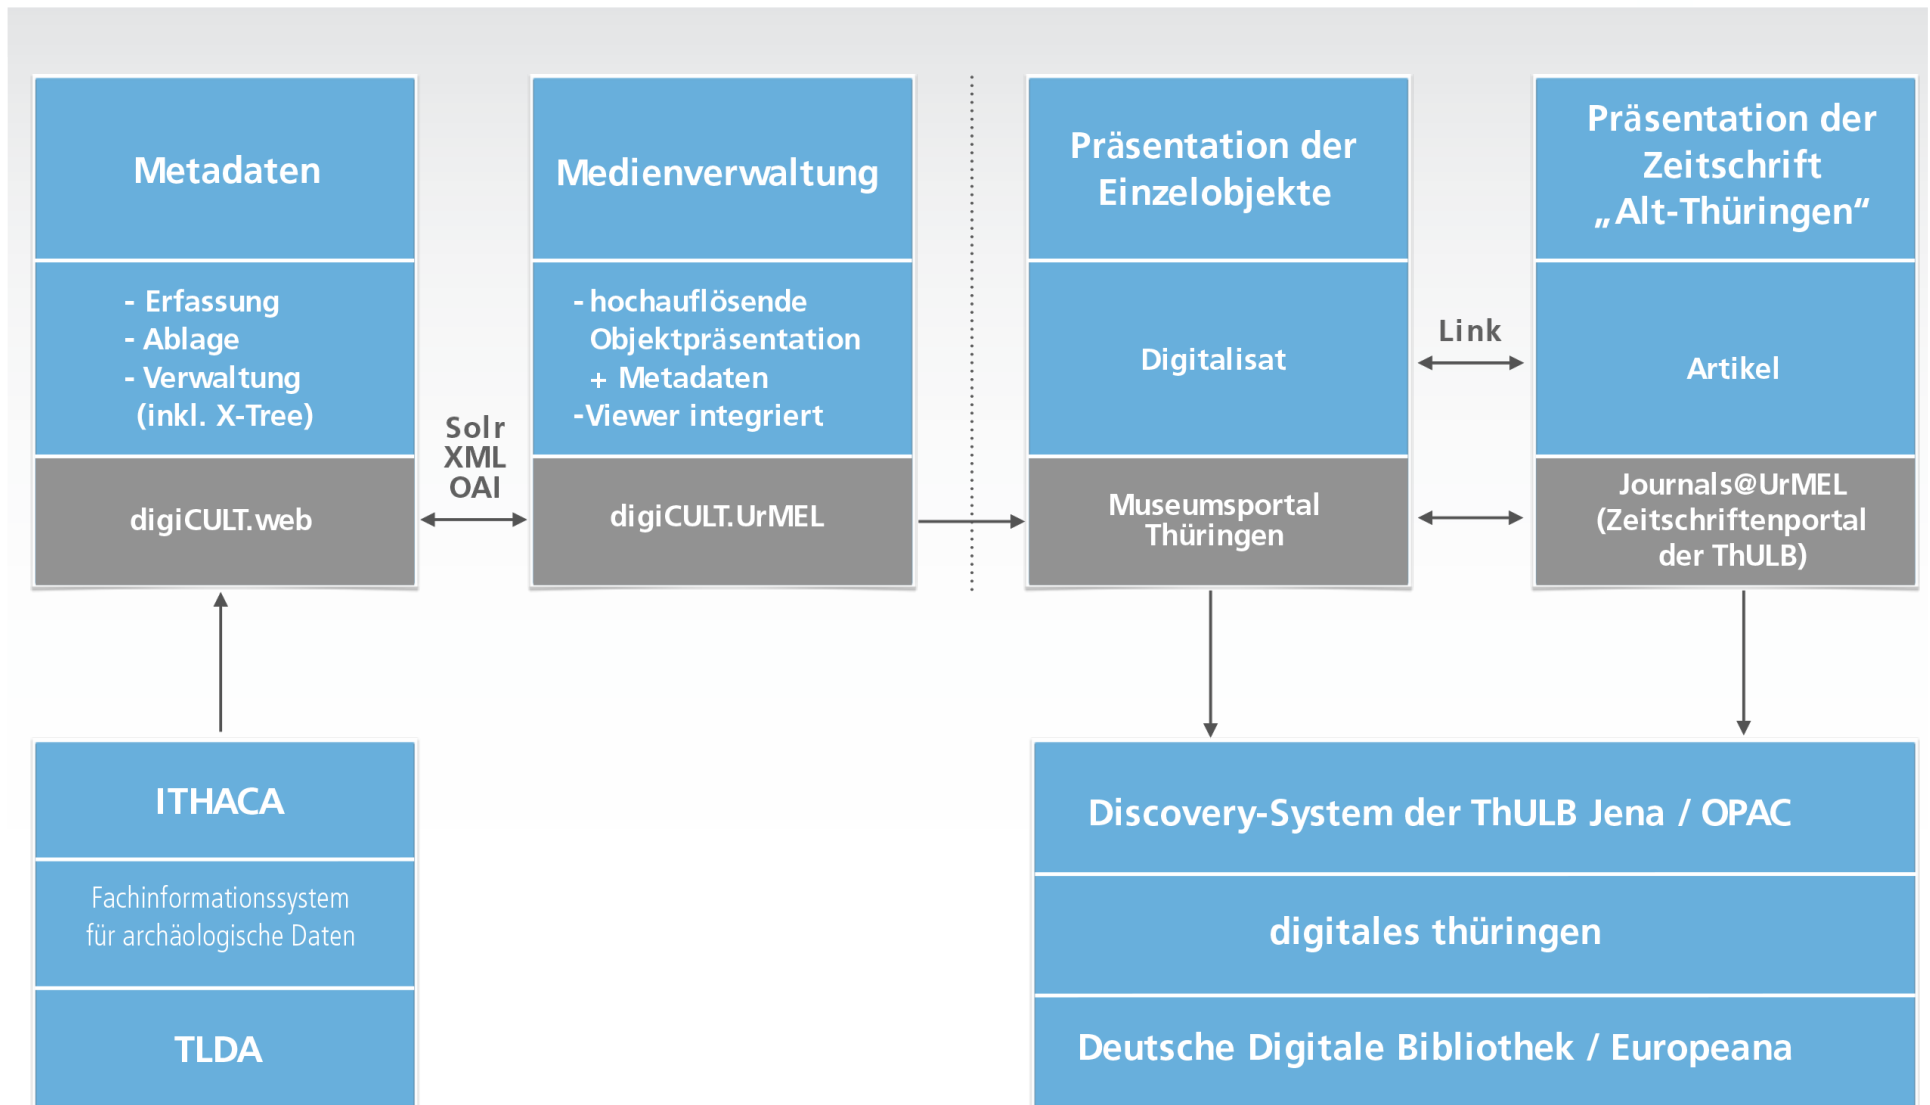 Metadaten
- Erfassung
- Ablage
- Verwaltung
(inkl. X-Tree)
digiCULT.web
Solr
XML
OAI
Medienverwaltung
- hochauflösende
Objektpräsentation
+ Metadaten
-Viewer integriert
digiCULT.UrMEL
Präsentation der
Einzelobjekte
Digitalisat
Museumsportal
Thüringen
Link
Präsentation der
Zeitschrift
„Alt-Thüringen“
Artikel
Journals@UrMEL
(Zeitschriftenportal
der ThULB)
ITHACA
Fachinformationssystem
für archäologische Daten
TLDA
Discovery-System der ThULB Jena / OPAC
digitales thüringen
Deutsche Digitale Bibliothek / Europeana